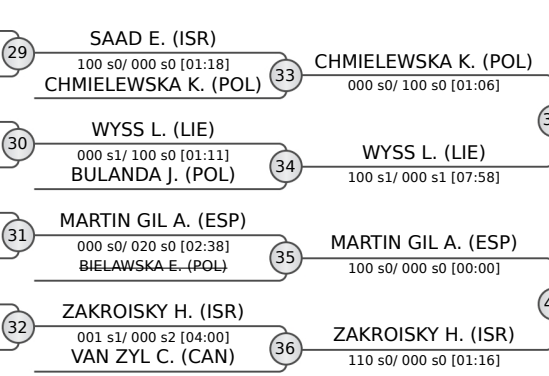 SAAD E. (ISR)
29
100 s0/ 000 s0 [01:18]
CHMIELEWSKA K. (POL)
33
CHMIELEWSKA K. (POL)
000 s0/ 100 s0 [01:06]
WYSS L. (LIE)
30
000 s1/ 100 s0 [01:11]
BULANDA J. (POL)
34
WYSS L. (LIE)
100 s1/ 000 s1 [07:58]
MARTIN GIL A. (ESP)
31
000 s0/ 020 s0 [02:38]
BIELAWSKA E. (POL)
35
MARTIN GIL A. (ESP)
100 s0/ 000 s0 [00:00]
ZAKROISKY H. (ISR)
32
001 s1/ 000 s2 [04:00]
VAN ZYL C. (CAN)
36
ZAKROISKY H. (ISR)
110 s0/ 000 s0 [01:16]